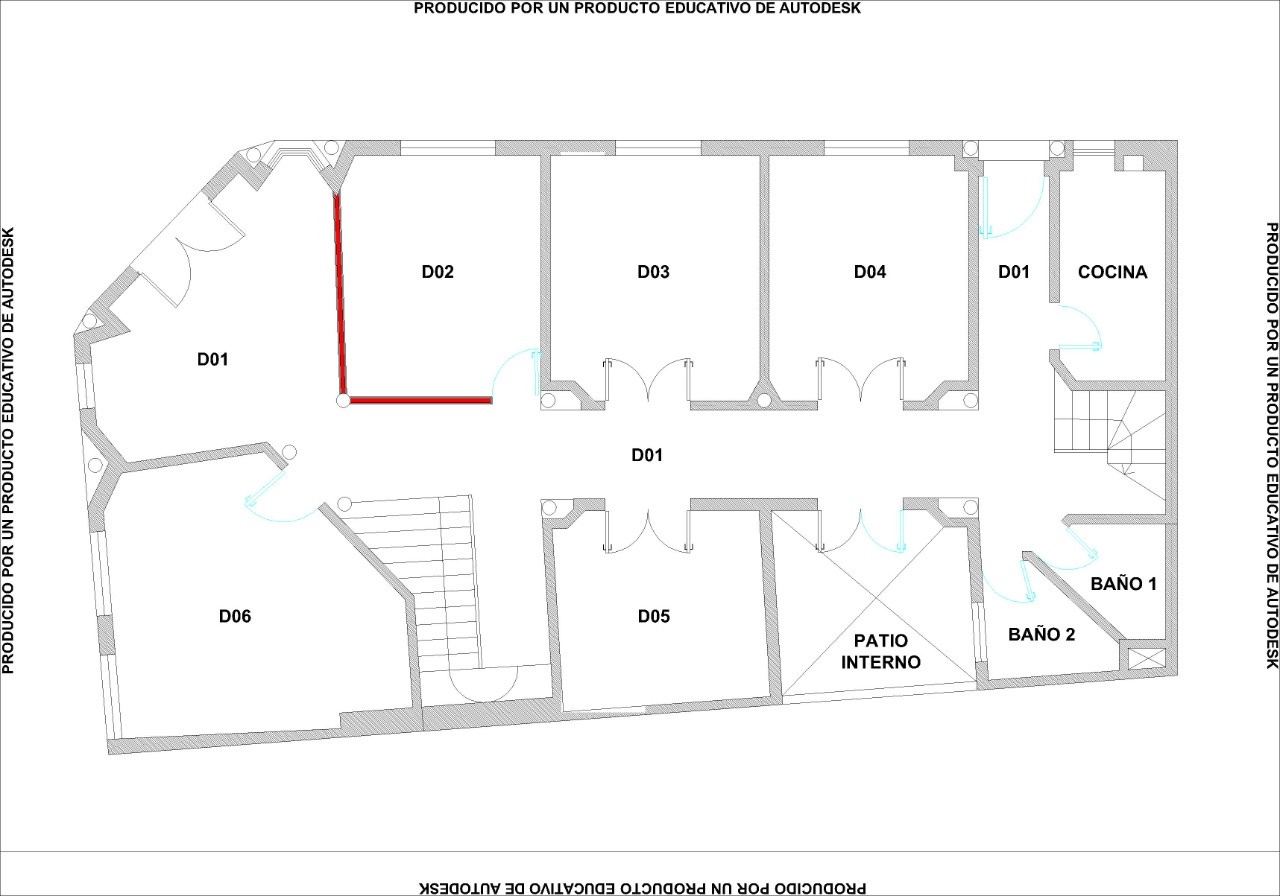 PRODUCIDO POR UN PRODUCTO EDUCATIVO DE AUTODESK
PRODUCIDO POR UN PRODUCTO EDUCATIVO DE AUTODESK
PRODUCIDO POR UN PRODUCTO EDUCATIVO DE AUTODESK
D02
D03
D04
D01
COCINA
D01
D01
D06
D05
BAÑO 1
BAÑO 2
PATIO
INTERNO
PRODUCIDO POR UN PRODUCTO EDUCATIVO DE AUTODESK